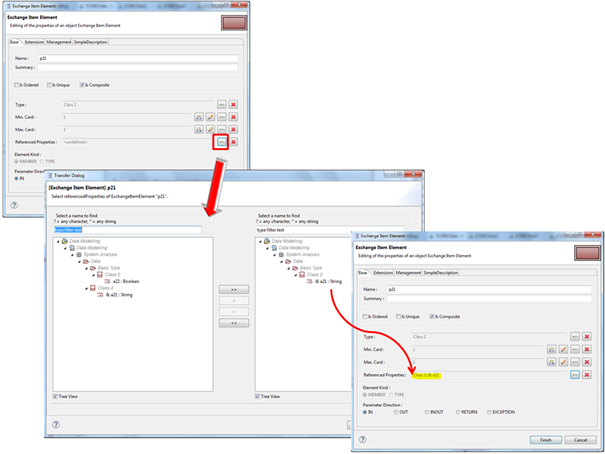 Exchange Item Element
Exchange Item Element
Editing of the properties of an object Exchange Item Element
Base Extensions Management SimpleDescription
Name : p21
Summary :
Is Ordered Is Unique Is Composite
Type : Class 2
Min. Card : 1
Max. Card : 1
Referenced Properties : <undefined>
Element Kind :
MEMBER TYPE
Parameter Direction
IN
Transfer Dialog
[Exchange Item Element] p21
Select referencedProperties of ExchangeItemElement "p21".
Select a name to find
? = any character, * = any string
type filter text
Data Modelling
Data Modelling
System Analysis
Data
Basic Type
Class 3
a22 : Boolean
Class 4
a21 : String
Tree View
>>
<<
Select a name to find
? = any character, * = any string
type filter text
Data Modelling
Data Modelling
System Analysis
Data
Basic Type
Class 2
a21 : String
Tree View
Exchange Item Element
Exchange Item Element
Editing of the properties of an object Exchange Item Element
Base Extensions Management SimpleDescription
Name : p21
Summary :
Is Ordered Is Unique Is Composite
Type : Class 2
Min. Card : 1
Max. Card : 1
Referenced Properties :
Element Kind :
MEMBER TYPE
Parameter Direction :
IN OUT INOUT RETURN EXCEPTION
Finish Cancel